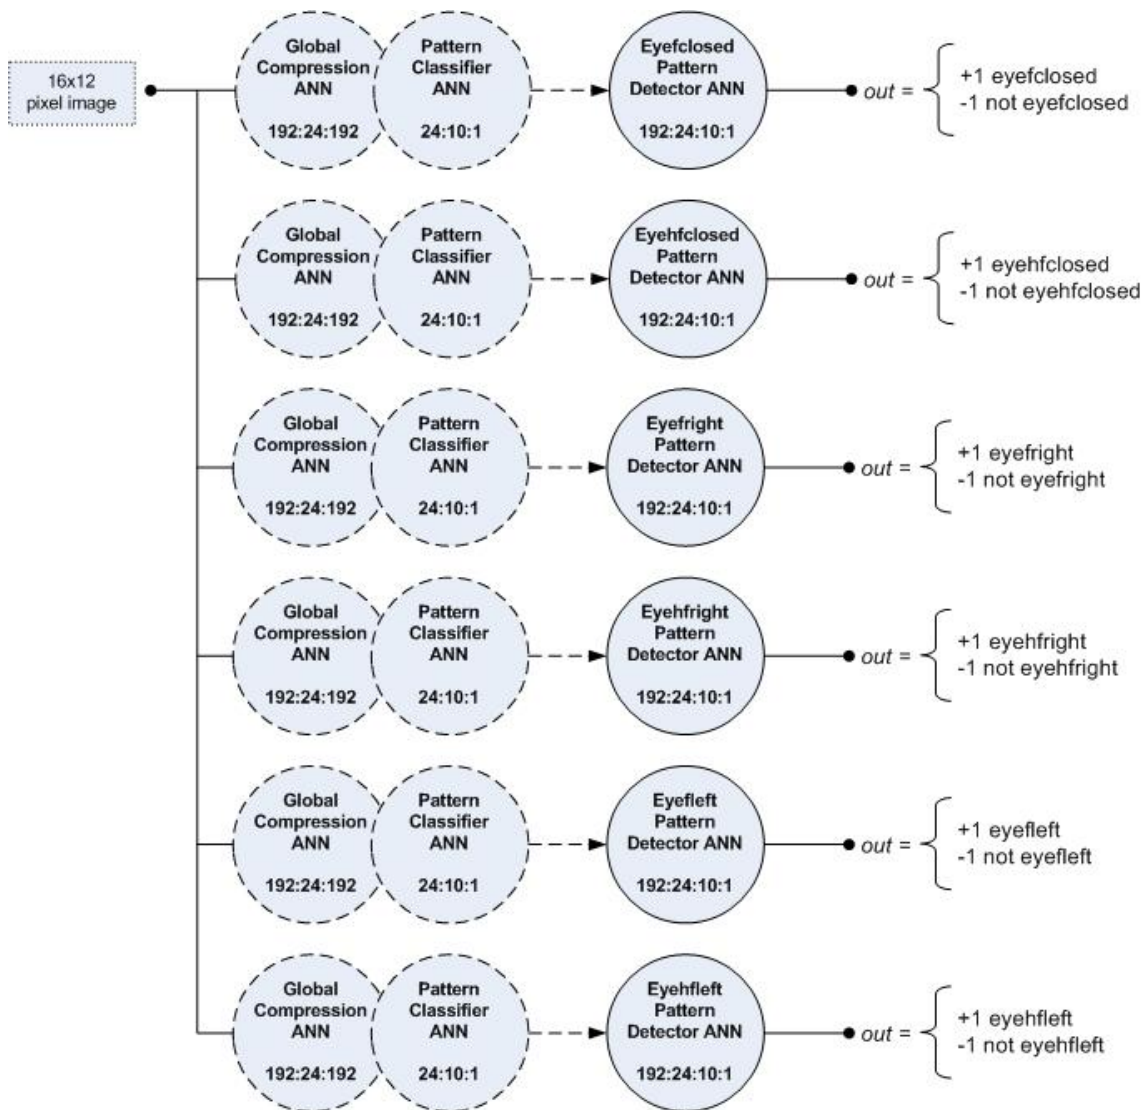 16x12
pixel image
Global
Compression
ANN
192:24:192
Pattern
Classifier
ANN
24:10:1
Eyefclosed
Pattern
Detector ANN
192:24:10:1
out =
+1 eyefclosed
-1 not eyefclosed
Global
Compression
ANN
192:24:192
Pattern
Classifier
ANN
24:10:1
Eyehfclosed
Pattern
Detector ANN
192:24:10:1
out =
+1 eyehfclosed
-1 not eyehfclosed
Global
Compression
ANN
192:24:192
Pattern
Classifier
ANN
24:10:1
Eyefright
Pattern
Detector ANN
192:24:10:1
out =
+1 eyefright
-1 not eyefright
Global
Compression
ANN
192:24:192
Pattern
Classifier
ANN
24:10:1
Eyehfright
Pattern
Detector ANN
192:24:10:1
out =
+1 eyehfright
-1 not eyehfright
Global
Compression
ANN
192:24:192
Pattern
Classifier
ANN
24:10:1
Eyefleft
Pattern
Detector ANN
192:24:10:1
out =
+1 eyefleft
-1 not eyefleft
Global
Compression
ANN
192:24:192
Pattern
Classifier
ANN
24:10:1
Eyehfleft
Pattern
Detector ANN
192:24:10:1
out =
+1 eyehfleft
-1 not eyehfleft